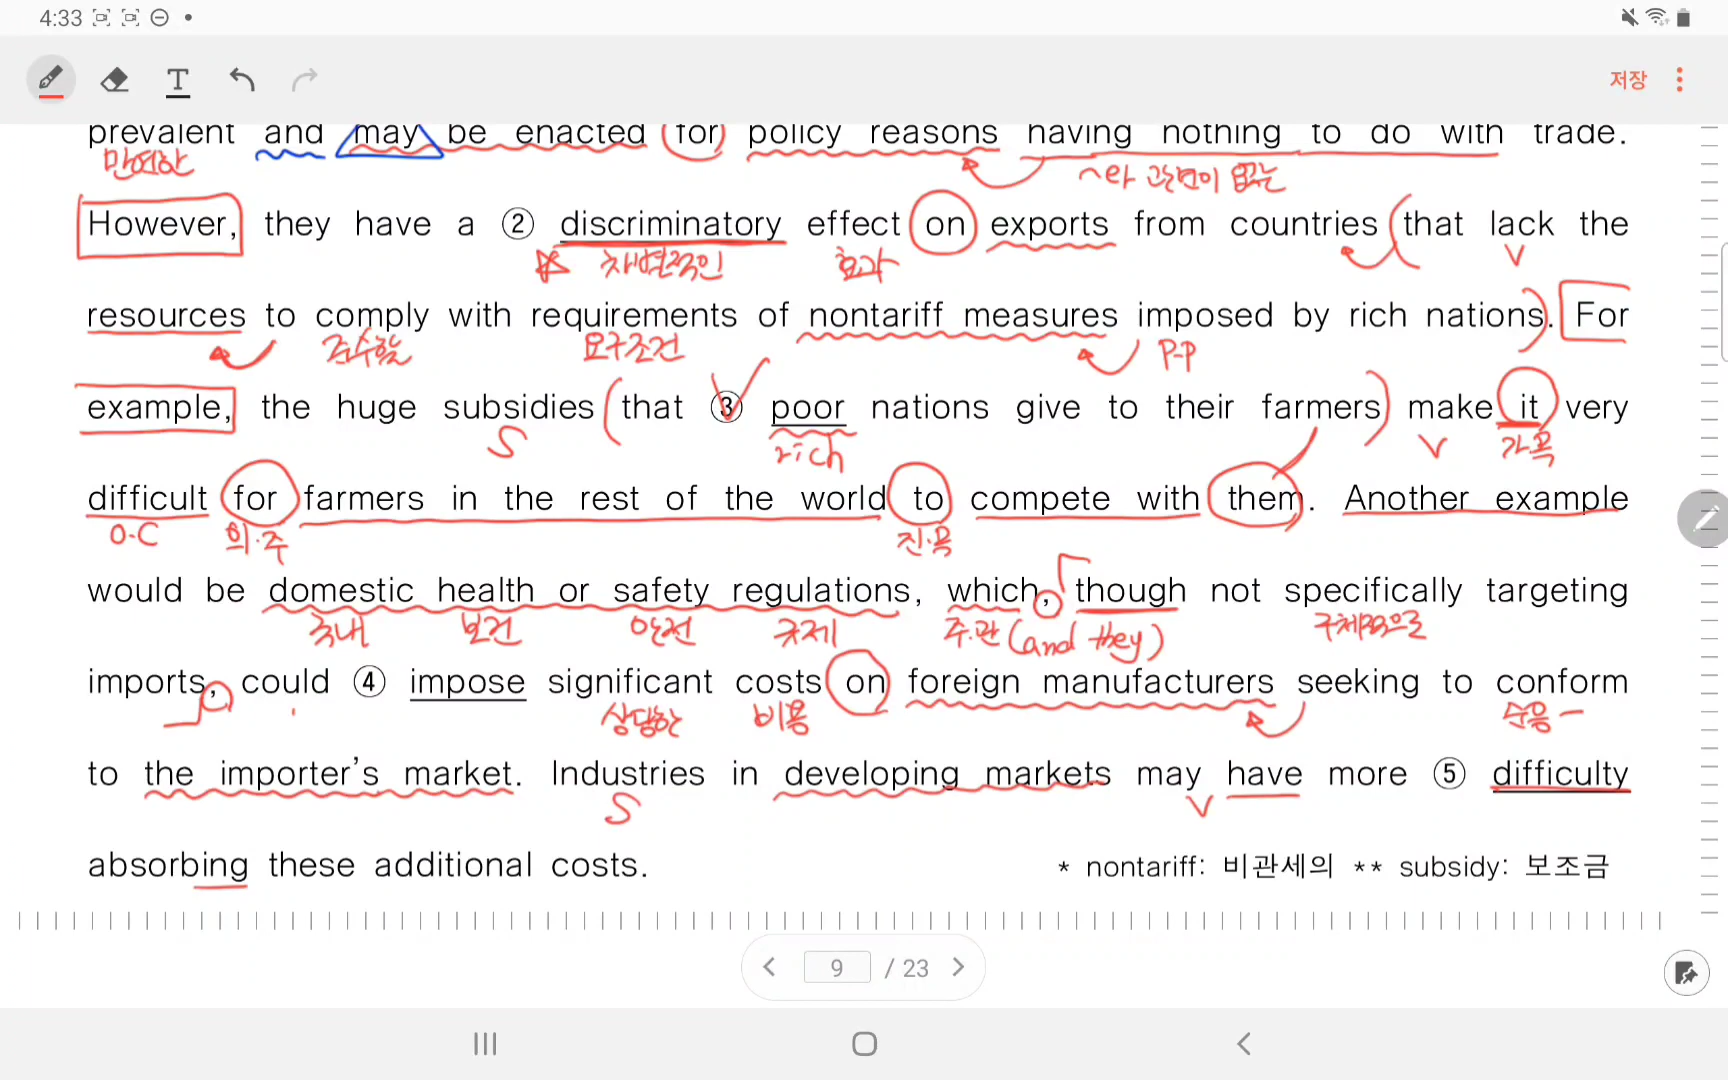 4:33
저장
prevalent and may be enacted for policy reasons having nothing to do with trade.
만연한 ~와 관련이 없는
However, they have a ② discriminatory effect on exports from countries that lack the
차별적인 효과 V
resources to comply with requirements of nontariff measures imposed by rich nations. For
준수할 요구조건 P.P
example, the huge subsidies that ③ poor nations give to their farmers make it very
S rich V 가.목
difficult for farmers in the rest of the world to compete with them. Another example
O.C 의.주 진.목
would be domestic health or safety regulations, which, though not specifically targeting
국내 보건 안전 규제 주.관 (and they) 구체적으로
imports, could ④ impose significant costs on foreign manufacturers seeking to conform
상당한 비용 순응
to the importer's market. Industries in developing markets may have more ⑤ difficulty
S V
absorbing these additional costs. * nontariff: 비관세의 ** subsidy: 보조금
9 / 23